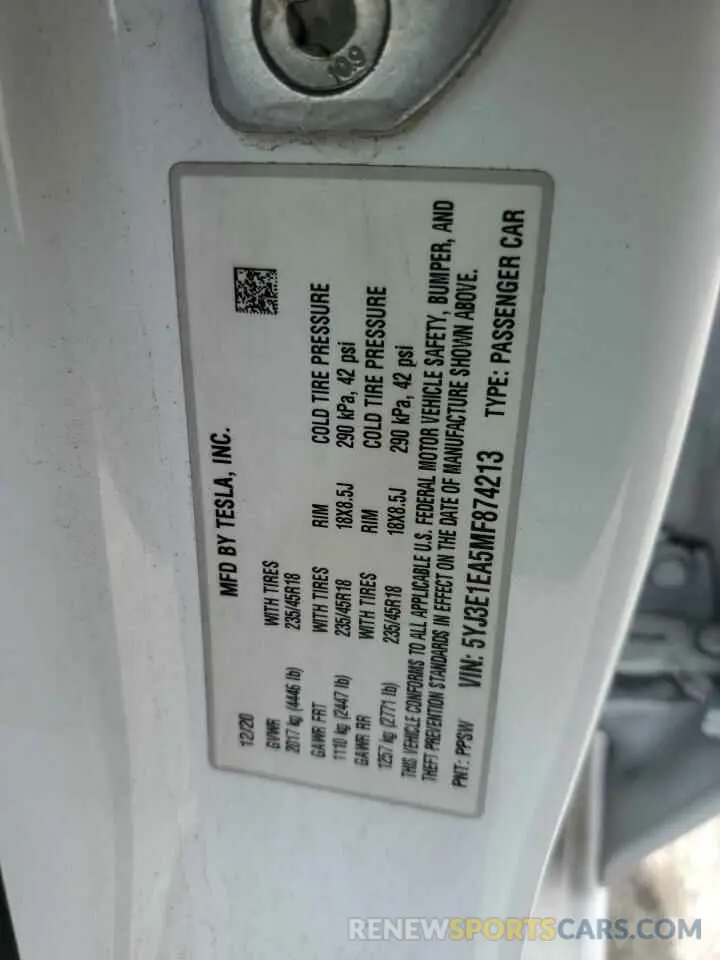 10.9
MFD BY TESLA, INC.
12/20
GVWR WITH TIRES
2017 kg (4446 lb) 235/45R18
GAWR FRT WITH TIRES RIM COLD TIRE PRESSURE
1110 kg (2447 lb) 235/45R18 18X8.5J 290 kPa, 42 psi
GAWR RR WITH TIRES RIM COLD TIRE PRESSURE
1257 kg (2771 lb) 235/45R18 18X8.5J 290 kPa, 42 psi
THIS VEHICLE CONFORMS TO ALL APPLICABLE U.S. FEDERAL MOTOR VEHICLE SAFETY, BUMPER, AND
THEFT PREVENTION STANDARDS IN EFFECT ON THE DATE OF MANUFACTURE SHOWN ABOVE.
PNT: PPSW VIN: 5YJ3E1EA5MF874213 TYPE: PASSENGER CAR
RENEWSPORTSCARS.COM